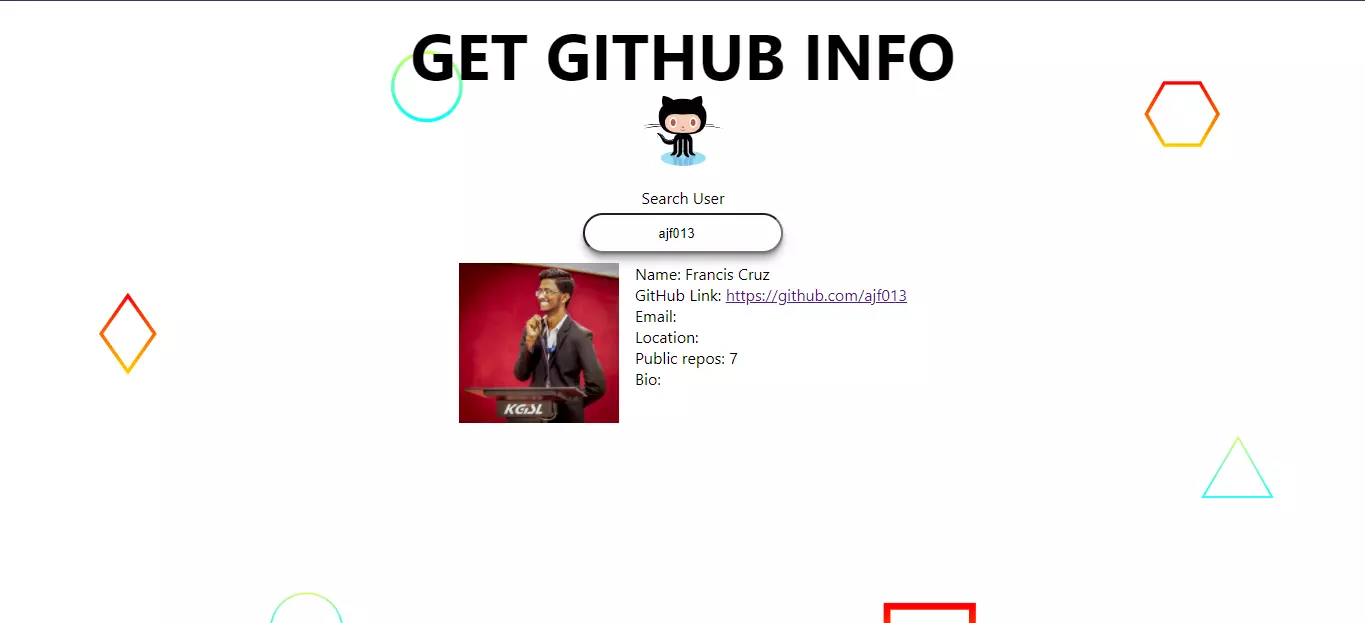 GET GITHUB INFO
Search User
ajf013
Name: Francis Cruz
GitHub Link: https://github.com/ajf013
Email:
Location:
Public repos: 7
Bio:
KGiSL